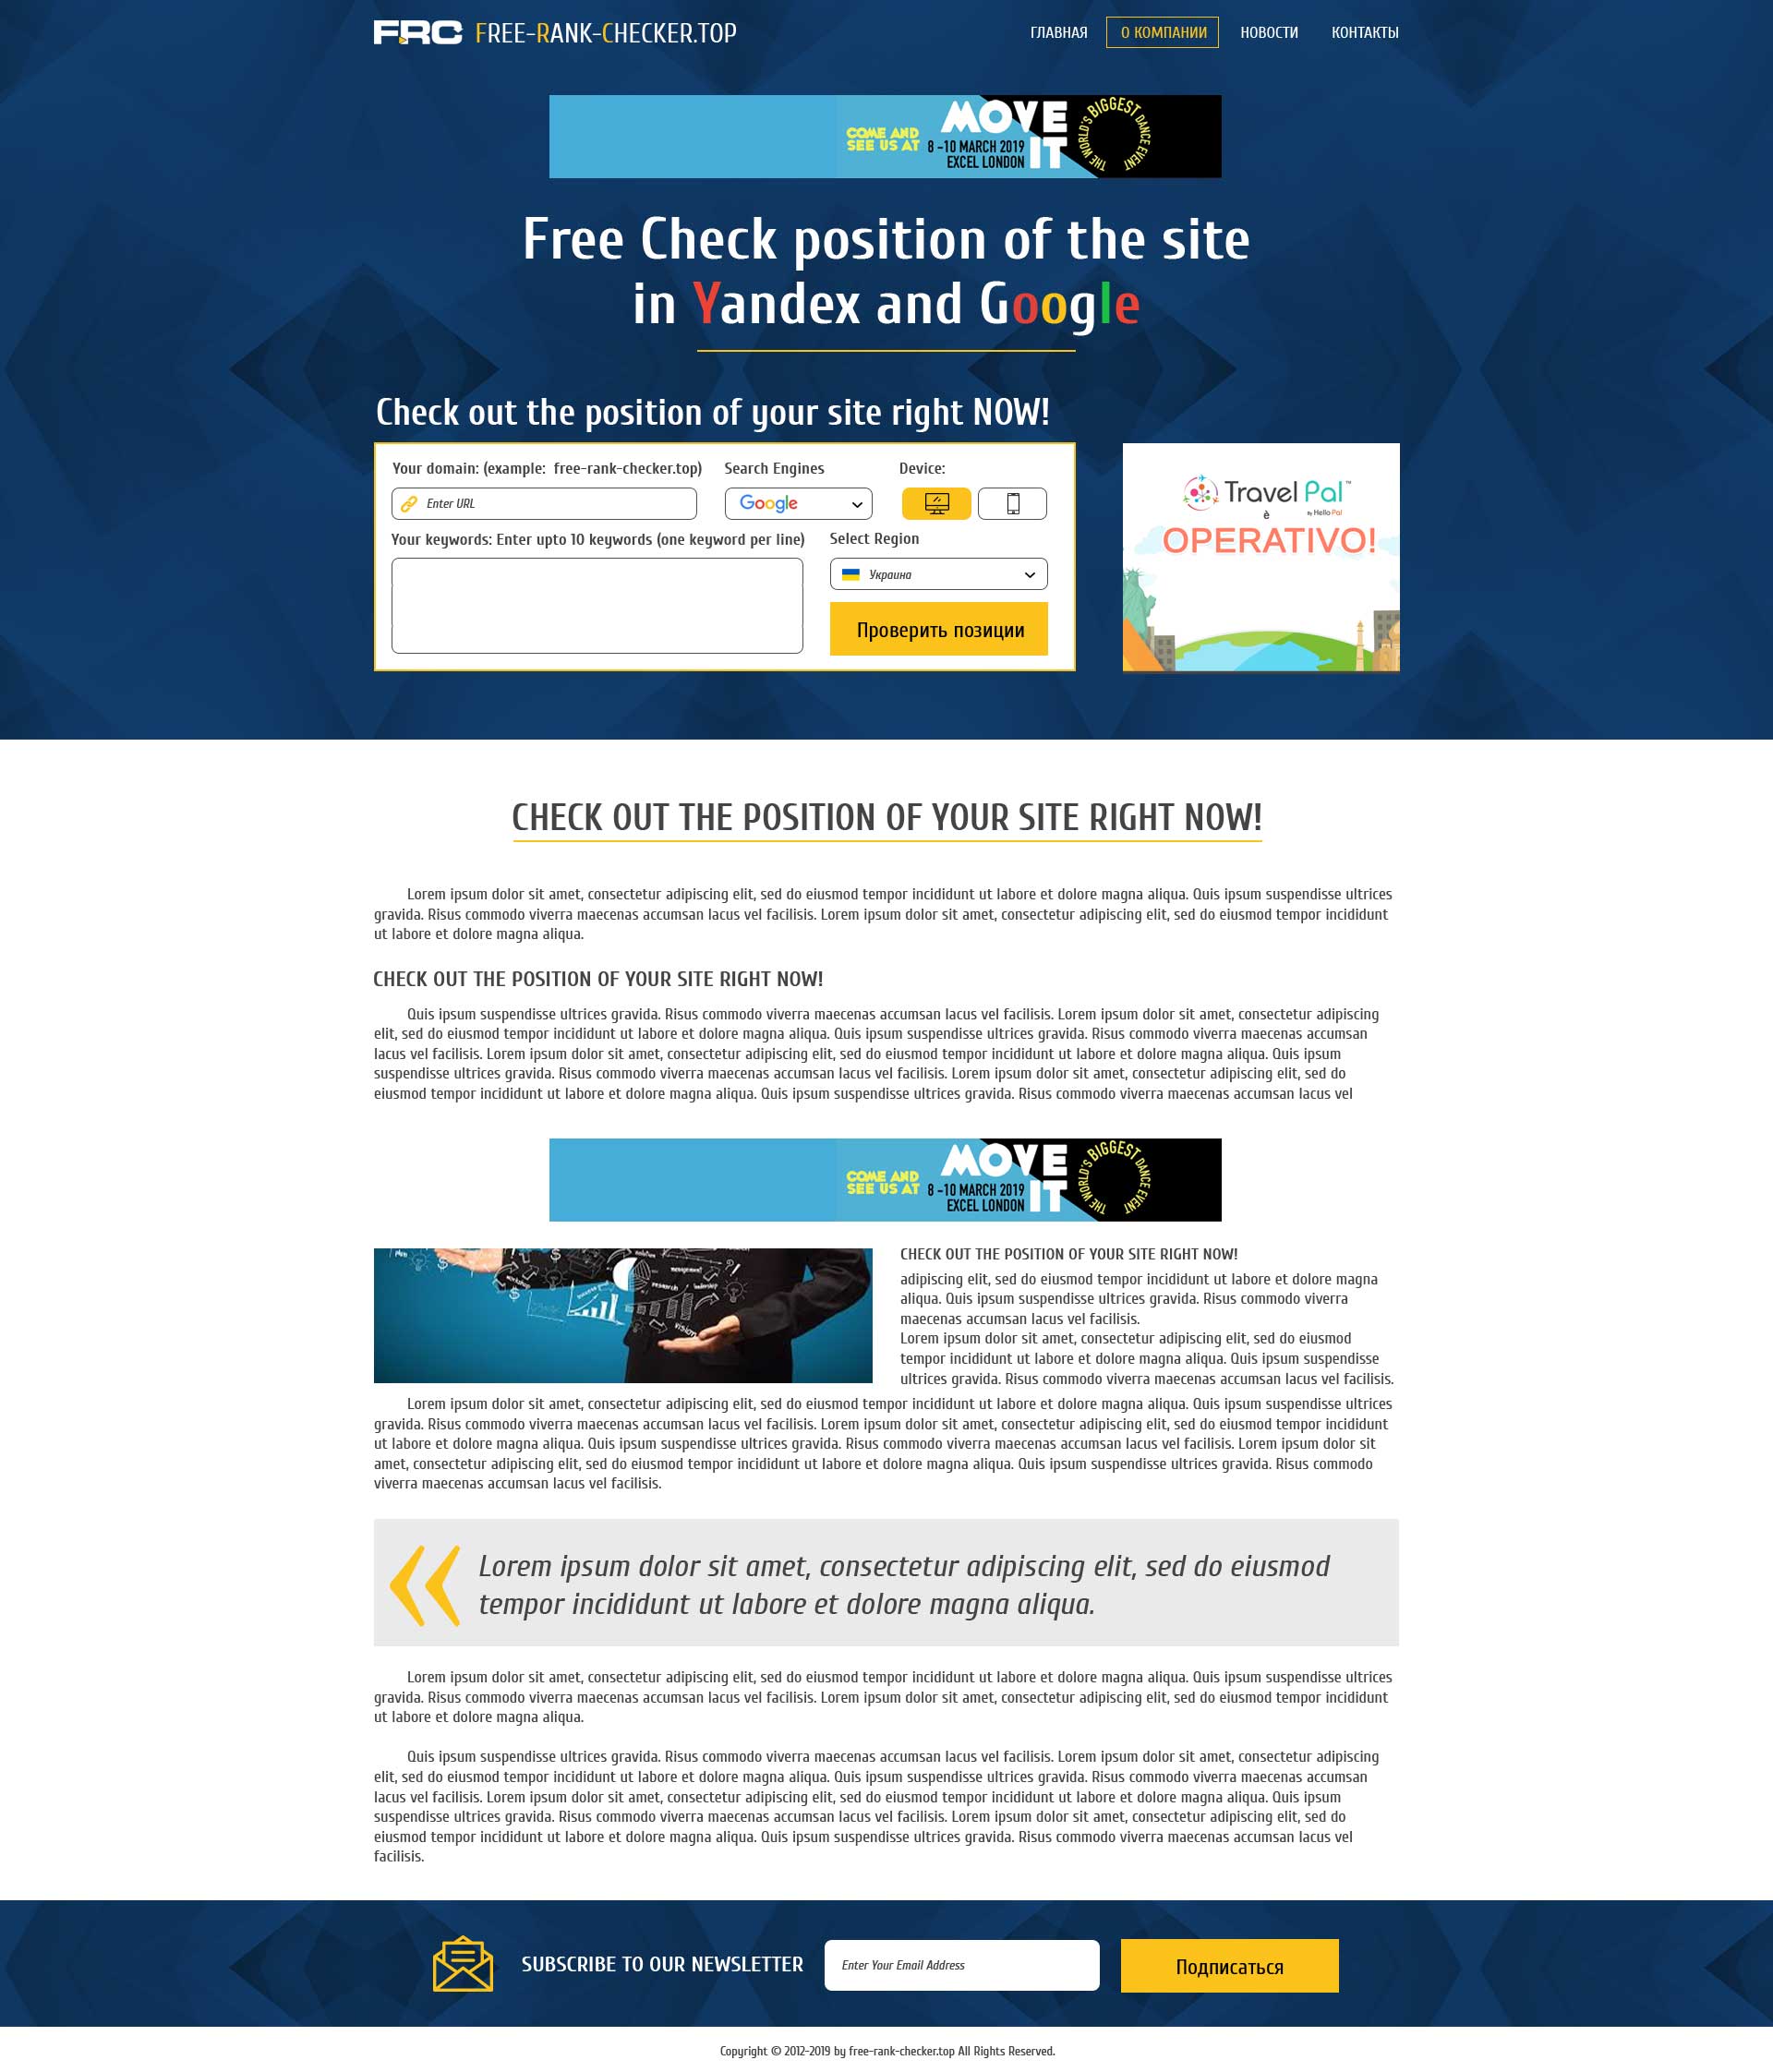 FRC FREE-RANK-CHECKER.TOP
ГЛАВНАЯ О КОМПАНИИ НОВОСТИ КОНТАКТЫ
COME AND
SEE US AT
MOVE
IT
8 -10 MARCH 2019
EXCEL LONDON
THE WORLD'S BIGGEST DANCE EVENT
Free Check position of the site
in Yandex and Google
Check out the position of your site right NOW!
Your domain: (example: free-rank-checker.top) Search Engines Device:
Enter URL Google
Your keywords: Enter upto 10 keywords (one keyword per line) Select Region
Украина
Проверить позиции
Travel Pal™
By Hello Pal
è
OPERATIVO!
CHECK OUT THE POSITION OF YOUR SITE RIGHT NOW!
Lorem ipsum dolor sit amet, consectetur adipiscing elit, sed do eiusmod tempor incididunt ut labore et dolore magna aliqua. Quis ipsum suspendisse ultrices
gravida. Risus commodo viverra maecenas accumsan lacus vel facilisis. Lorem ipsum dolor sit amet, consectetur adipiscing elit, sed do eiusmod tempor incididunt
ut labore et dolore magna aliqua.
CHECK OUT THE POSITION OF YOUR SITE RIGHT NOW!
Quis ipsum suspendisse ultrices gravida. Risus commodo viverra maecenas accumsan lacus vel facilisis. Lorem ipsum dolor sit amet, consectetur adipiscing
elit, sed do eiusmod tempor incididunt ut labore et dolore magna aliqua. Quis ipsum suspendisse ultrices gravida. Risus commodo viverra maecenas accumsan
lacus vel facilisis. Lorem ipsum dolor sit amet, consectetur adipiscing elit, sed do eiusmod tempor incididunt ut labore et dolore magna aliqua. Quis ipsum
suspendisse ultrices gravida. Risus commodo viverra maecenas accumsan lacus vel facilisis. Lorem ipsum dolor sit amet, consectetur adipiscing elit, sed do
eiusmod tempor incididunt ut labore et dolore magna aliqua. Quis ipsum suspendisse ultrices gravida. Risus commodo viverra maecenas accumsan lacus vel
COME AND
SEE US AT
MOVE
IT
8 -10 MARCH 2019
EXCEL LONDON
THE WORLD'S BIGGEST DANCE EVENT
plan
management
research
leadership
workshop
vision
CHECK OUT THE POSITION OF YOUR SITE RIGHT NOW!
adipiscing elit, sed do eiusmod tempor incididunt ut labore et dolore magna
aliqua. Quis ipsum suspendisse ultrices gravida. Risus commodo viverra
maecenas accumsan lacus vel facilisis.
Lorem ipsum dolor sit amet, consectetur adipiscing elit, sed do eiusmod
tempor incididunt ut labore et dolore magna aliqua. Quis ipsum suspendisse
ultrices gravida. Risus commodo viverra maecenas accumsan lacus vel facilisis.
Lorem ipsum dolor sit amet, consectetur adipiscing elit, sed do eiusmod tempor incididunt ut labore et dolore magna aliqua. Quis ipsum suspendisse ultrices
gravida. Risus commodo viverra maecenas accumsan lacus vel facilisis. Lorem ipsum dolor sit amet, consectetur adipiscing elit, sed do eiusmod tempor incididunt
ut labore et dolore magna aliqua. Quis ipsum suspendisse ultrices gravida. Risus commodo viverra maecenas accumsan lacus vel facilisis. Lorem ipsum dolor sit
amet, consectetur adipiscing elit, sed do eiusmod tempor incididunt ut labore et dolore magna aliqua. Quis ipsum suspendisse ultrices gravida. Risus commodo
viverra maecenas accumsan lacus vel facilisis.
Lorem ipsum dolor sit amet, consectetur adipiscing elit, sed do eiusmod
tempor incididunt ut labore et dolore magna aliqua.
Lorem ipsum dolor sit amet, consectetur adipiscing elit, sed do eiusmod tempor incididunt ut labore et dolore magna aliqua. Quis ipsum suspendisse ultrices
gravida. Risus commodo viverra maecenas accumsan lacus vel facilisis. Lorem ipsum dolor sit amet, consectetur adipiscing elit, sed do eiusmod tempor incididunt
ut labore et dolore magna aliqua.
Quis ipsum suspendisse ultrices gravida. Risus commodo viverra maecenas accumsan lacus vel facilisis. Lorem ipsum dolor sit amet, consectetur adipiscing
elit, sed do eiusmod tempor incididunt ut labore et dolore magna aliqua. Quis ipsum suspendisse ultrices gravida. Risus commodo viverra maecenas accumsan
lacus vel facilisis. Lorem ipsum dolor sit amet, consectetur adipiscing elit, sed do eiusmod tempor incididunt ut labore et dolore magna aliqua. Quis ipsum
suspendisse ultrices gravida. Risus commodo viverra maecenas accumsan lacus vel facilisis. Lorem ipsum dolor sit amet, consectetur adipiscing elit, sed do
eiusmod tempor incididunt ut labore et dolore magna aliqua. Quis ipsum suspendisse ultrices gravida. Risus commodo viverra maecenas accumsan lacus vel
facilisis.
SUBSCRIBE TO OUR NEWSLETTER Enter Your Email Address Подписаться
Copyright © 2012-2019 by free-rank-checker.top All Rights Reserved.